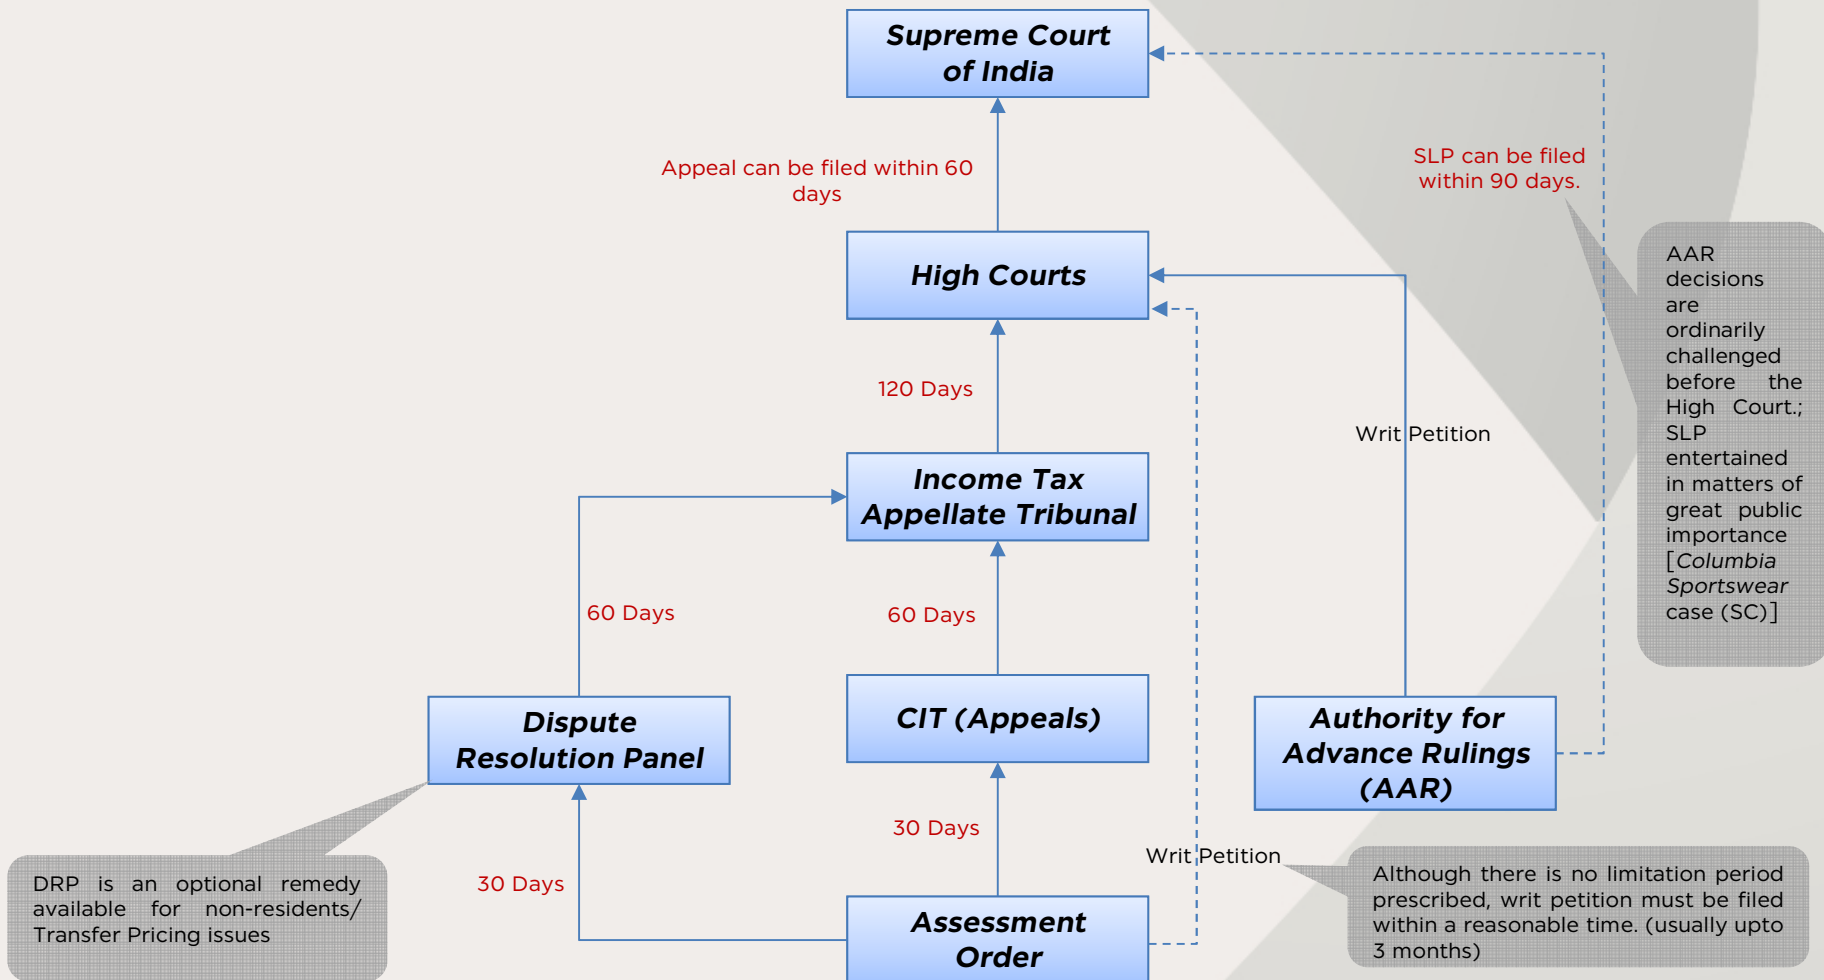 Supreme Court
of India
Appeal can be filed within 60
days
SLP can be filed
within 90 days.
High Courts
AAR
decisions
are
ordinarily
challenged
before the
High Court.;
SLP
entertained
in matters of
great public
importance
[Columbia
Sportswear
case (SC)]
120 Days
Writ Petition
Income Tax
Appellate Tribunal
60 Days
60 Days
Dispute
Resolution Panel
CIT (Appeals)
Authority for
Advance Rulings
(AAR)
30 Days
30 Days
Writ Petition
DRP is an optional remedy
available for non-residents/
Transfer Pricing issues
Assessment
Order
Although there is no limitation period
prescribed, writ petition must be filed
within a reasonable time. (usually upto
3 months)